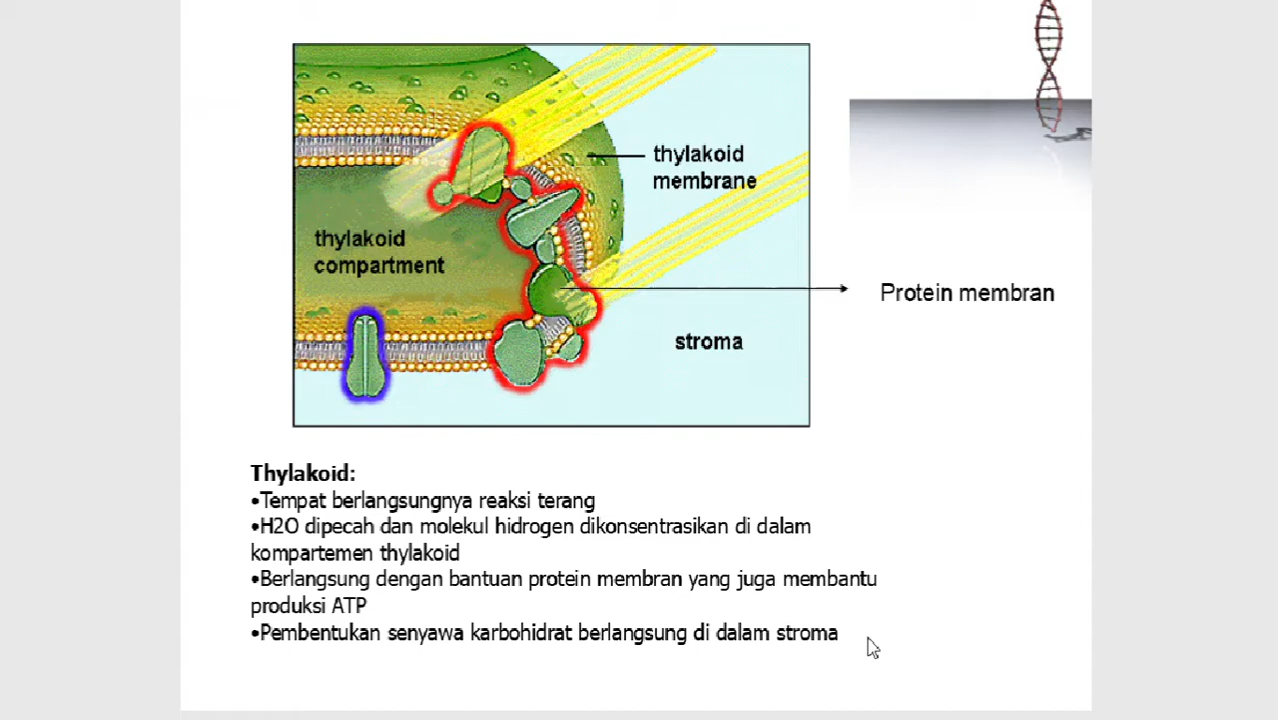 thylakoid
membrane
thylakoid
compartment
Protein membran
stroma
Thylakoid:
•Tempat berlangsungnya reaksi terang
•H2O dipecah dan molekul hidrogen dikonsentrasikan di dalam
kompartemen thylakoid
•Berlangsung dengan bantuan protein membran yang juga membantu
produksi ATP
•Pembentukan senyawa karbohidrat berlangsung di dalam stroma